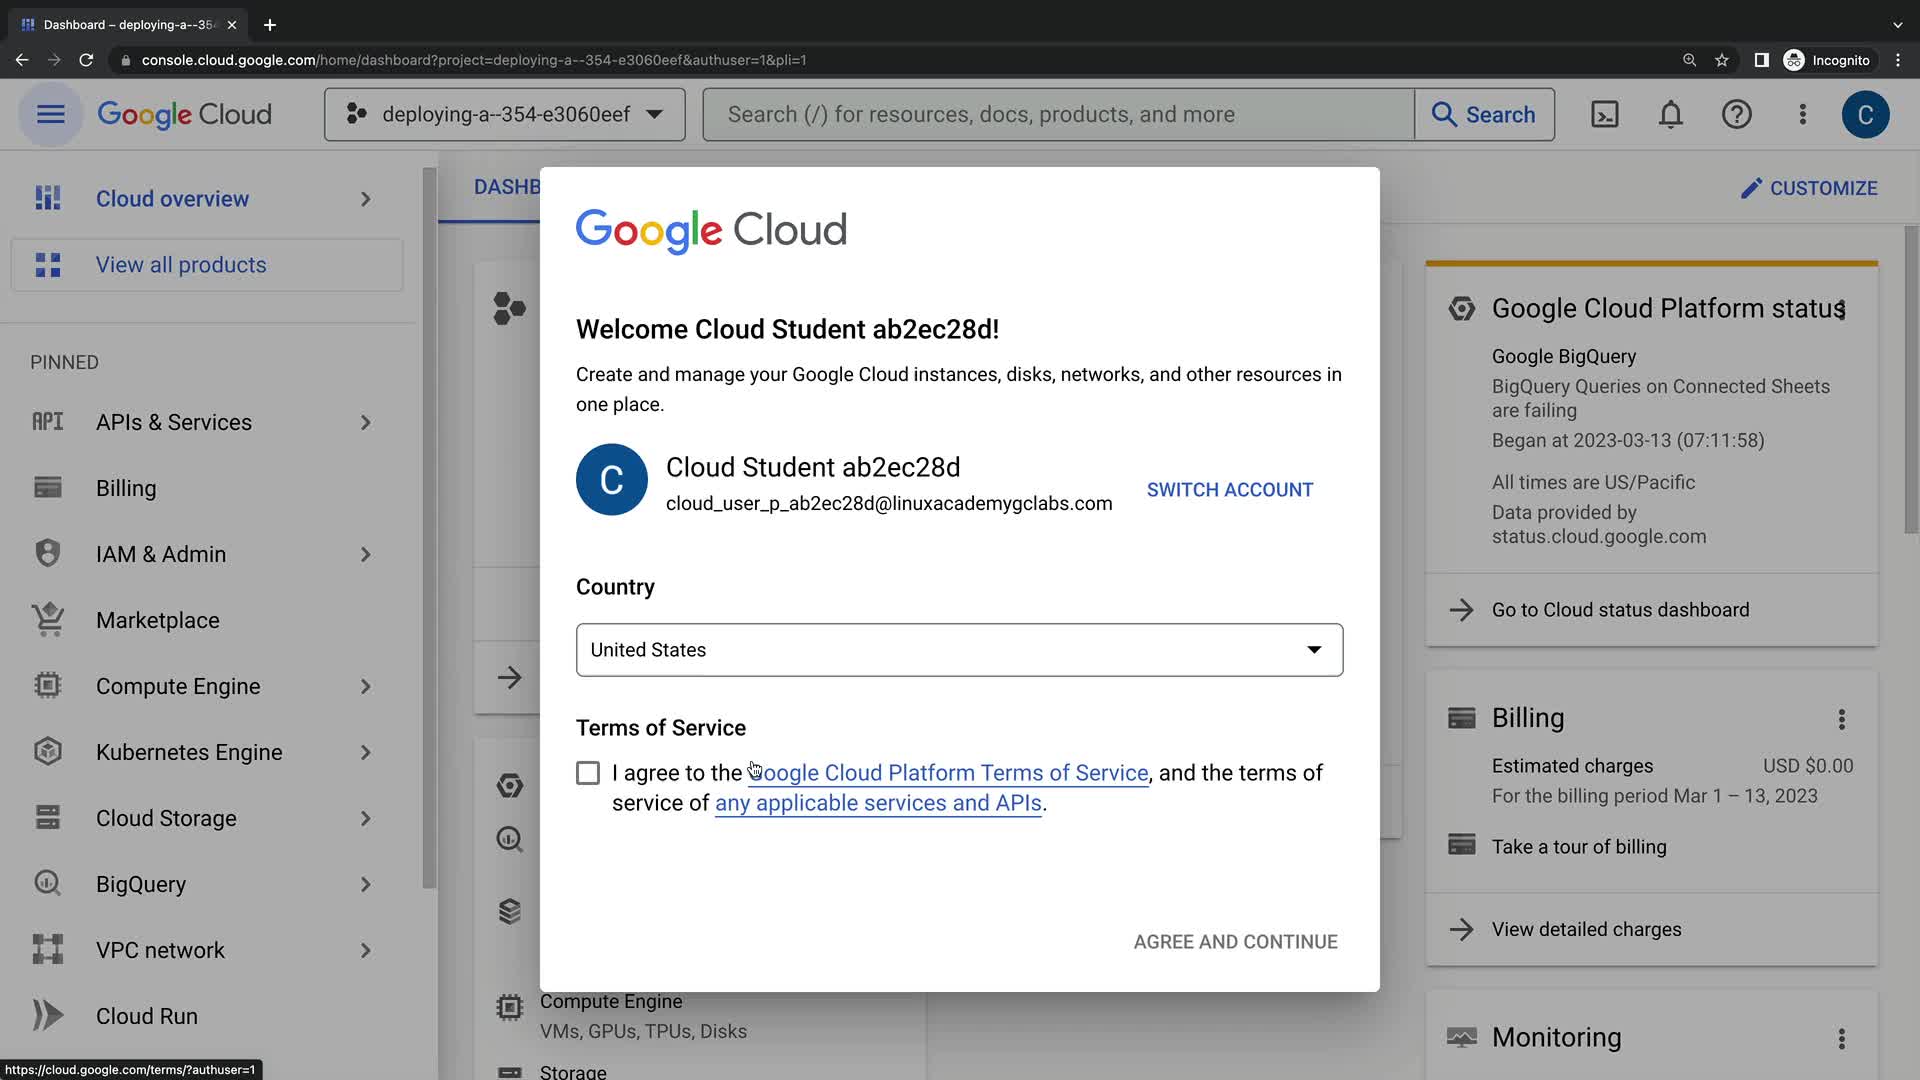 Dashboard – deploying-a--354
console.cloud.google.com/home/dashboard?project=deploying-a--354-e3060eef&authuser=1&pli=1
Incognito
Google Cloud
deploying-a--354-e3060eef
Search (/) for resources, docs, products, and more
Search
C
Cloud overview
View all products
PINNED
API
APIs & Services
Billing
IAM & Admin
Marketplace
Compute Engine
Kubernetes Engine
Cloud Storage
BigQuery
VPC network
Cloud Run
https://cloud.google.com/terms/?authuser=1
DASHB
CUSTOMIZE
Google Cloud
Welcome Cloud Student ab2ec28d!
Create and manage your Google Cloud instances, disks, networks, and other resources in
one place.
C
Cloud Student ab2ec28d
cloud_user_p_ab2ec28d@linuxacademygclabs.com
SWITCH ACCOUNT
Country
United States
Terms of Service
I agree to the Google Cloud Platform Terms of Service, and the terms of
service of any applicable services and APIs.
AGREE AND CONTINUE
Compute Engine
VMs, GPUs, TPUs, Disks
Storage
Google Cloud Platform status
Google BigQuery
BigQuery Queries on Connected Sheets
are failing
Began at 2023-03-13 (07:11:58)
All times are US/Pacific
Data provided by
status.cloud.google.com
Go to Cloud status dashboard
Billing
Estimated charges USD $0.00
For the billing period Mar 1 – 13, 2023
Take a tour of billing
View detailed charges
Monitoring